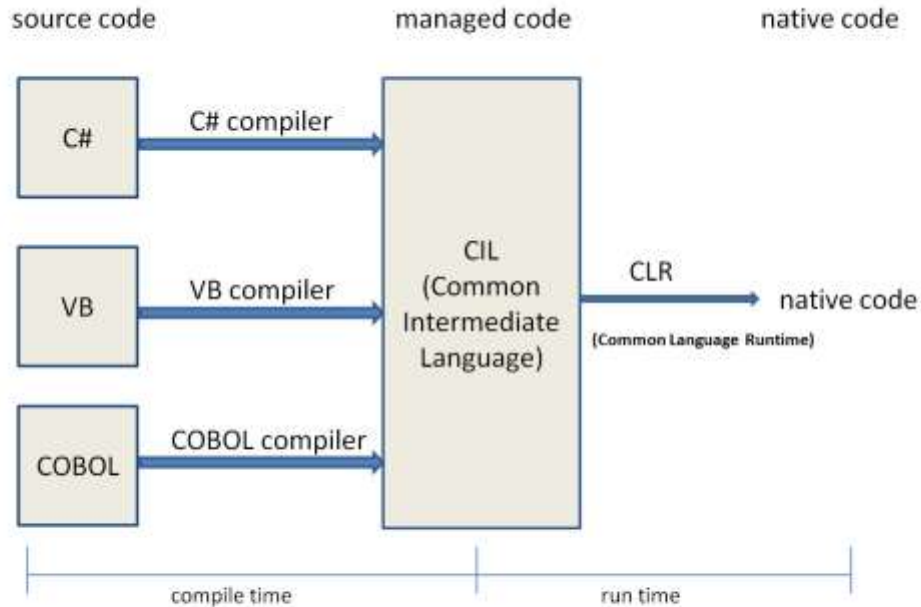 source code
managed code
native code
C#
C# compiler
VB
VB compiler
COBOL
COBOL compiler
CIL
(Common
Intermediate
Language)
CLR
(Common Language Runtime)
native code
compile time
run time